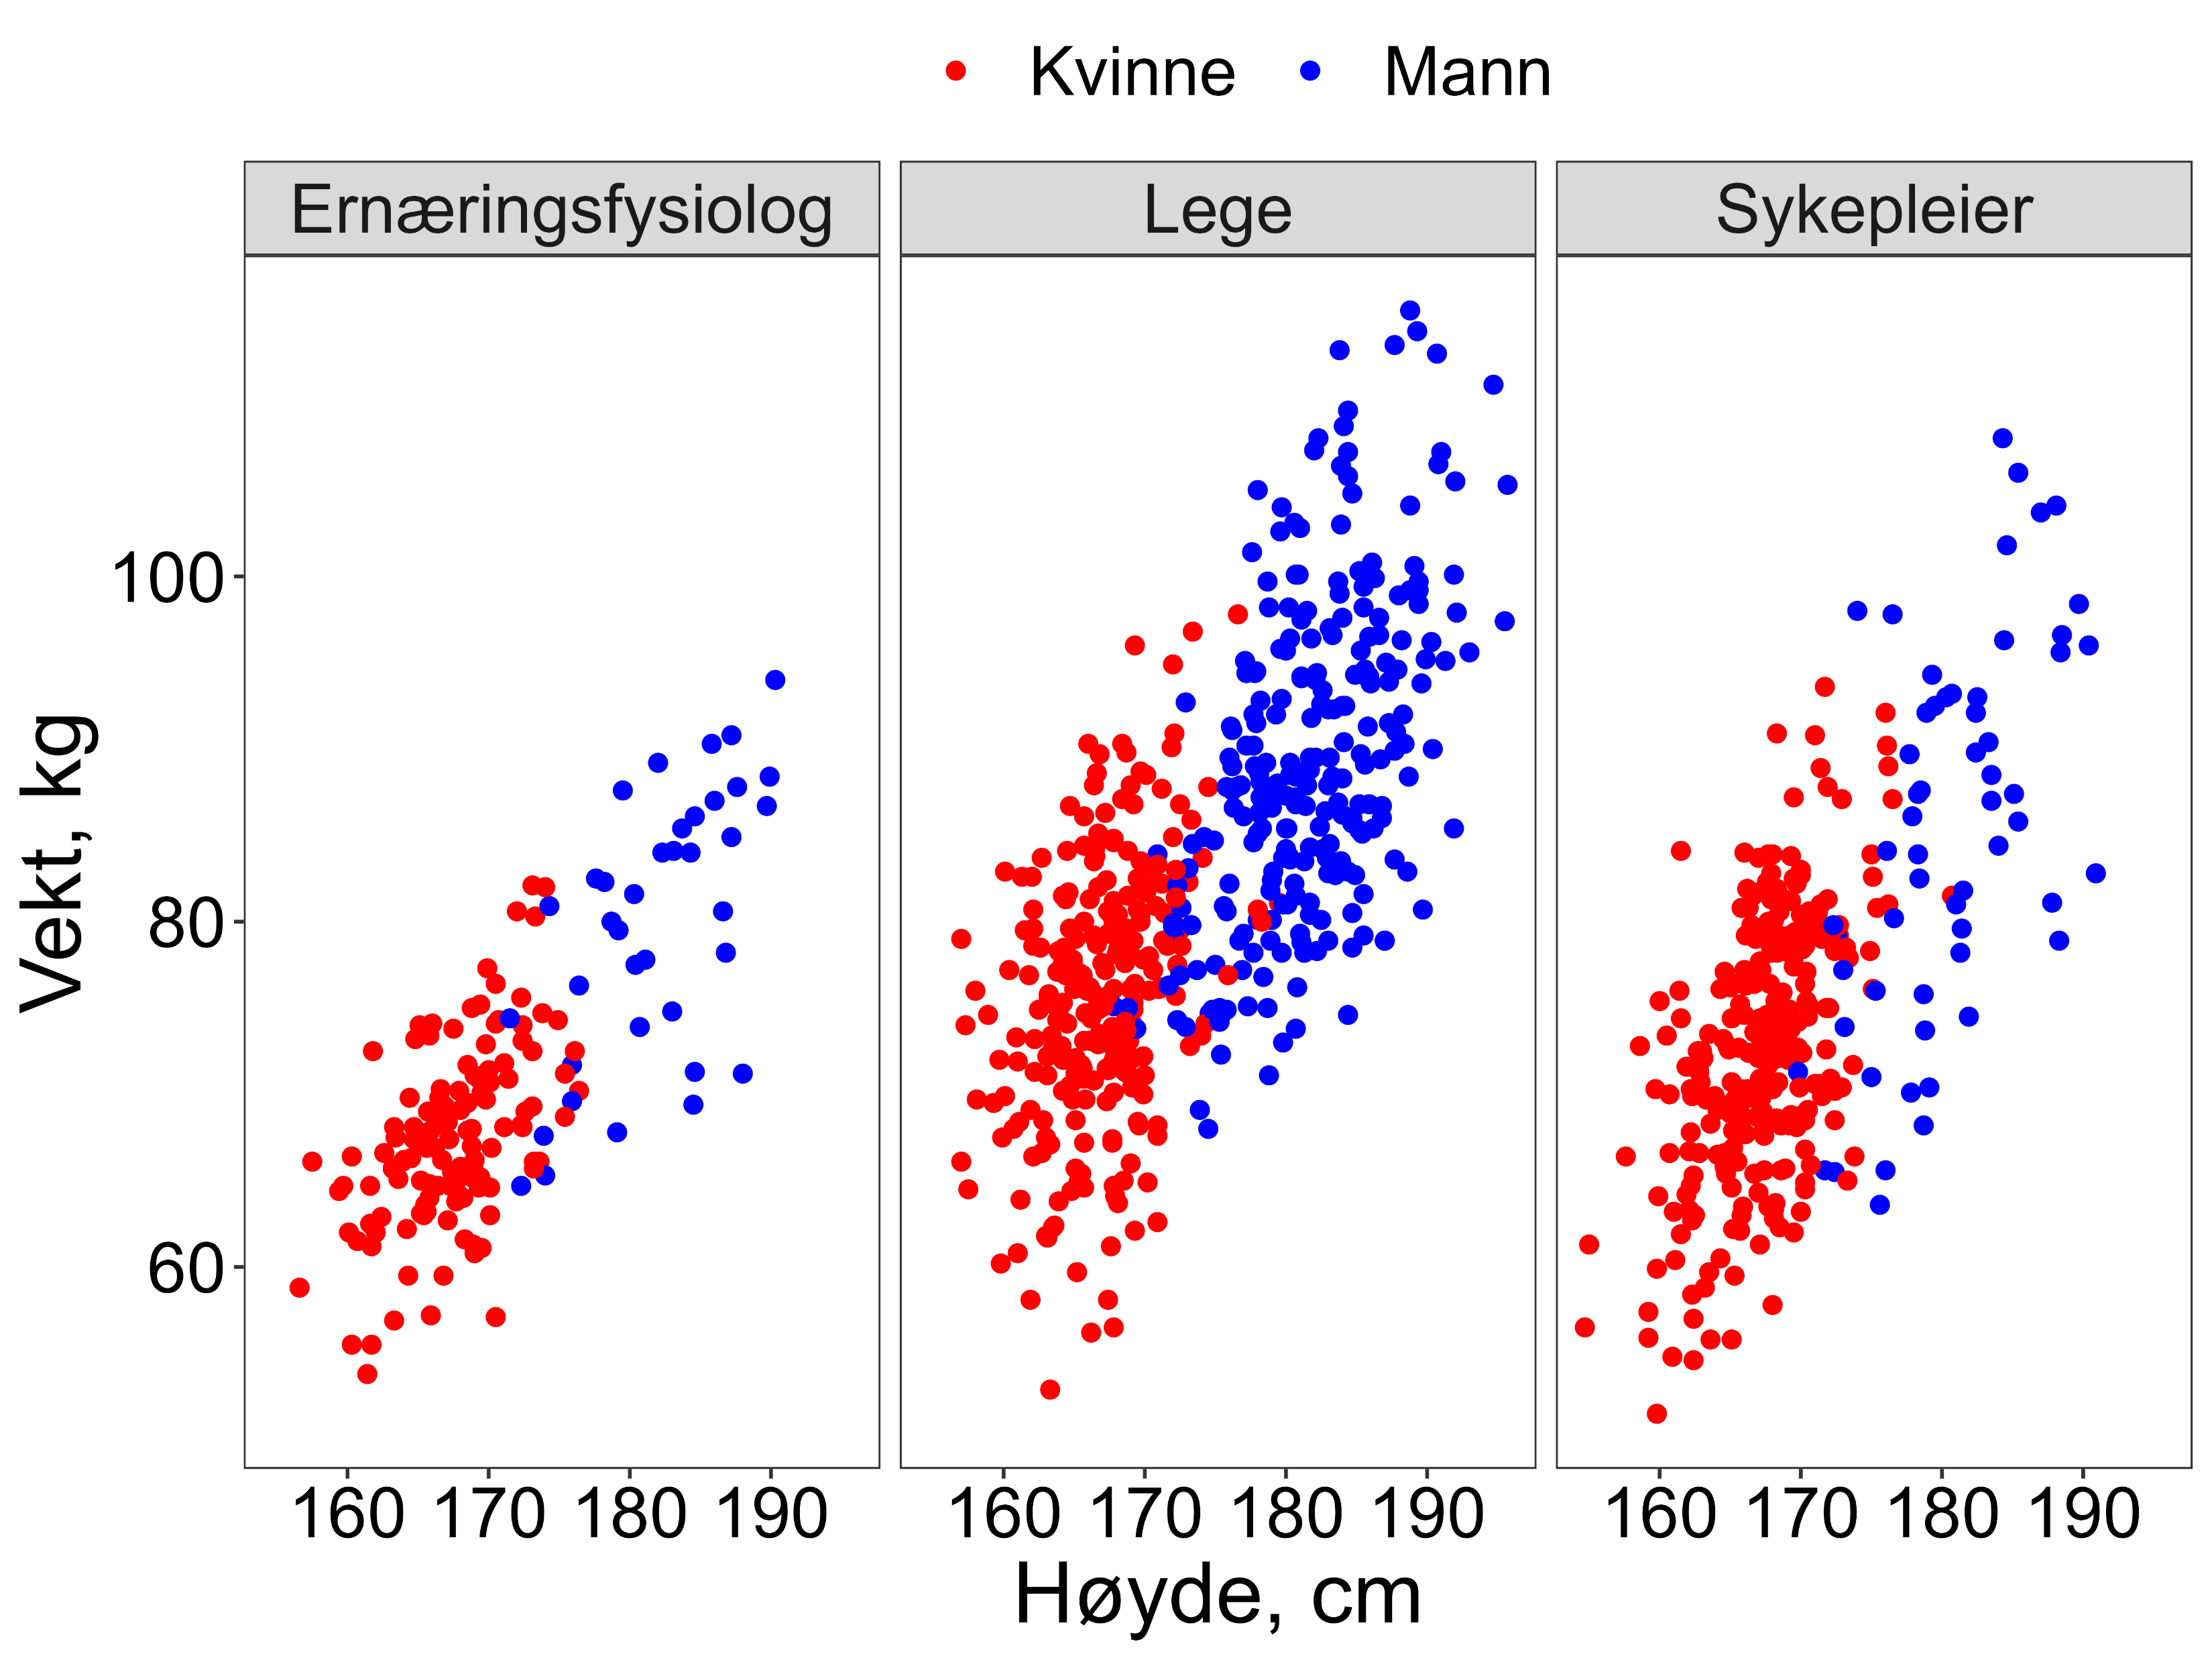 Kvinne Mann
Ernæringsfysiolog Lege Sykepleier
Vekt, kg
100
80
60
160 170 180 190 160 170 180 190 160 170 180 190
Høyde, cm